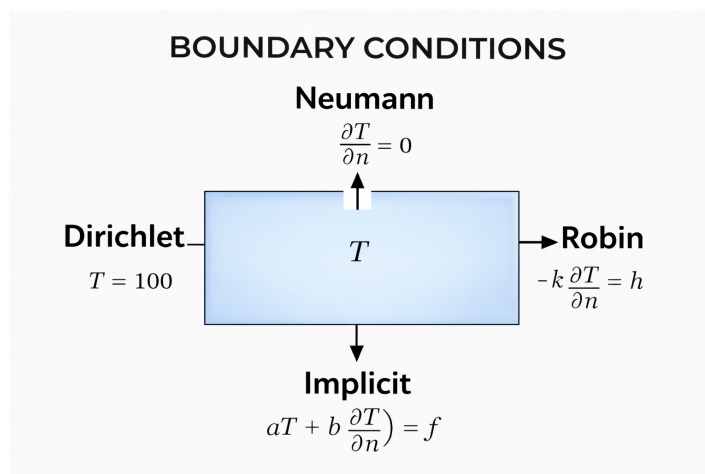 BOUNDARY CONDITIONS
Neumann
∂T/∂n = 0
Dirichlet
T = 100
T
Robin
-k ∂T/∂n = h
Implicit
aT + b ∂T/∂n) = f